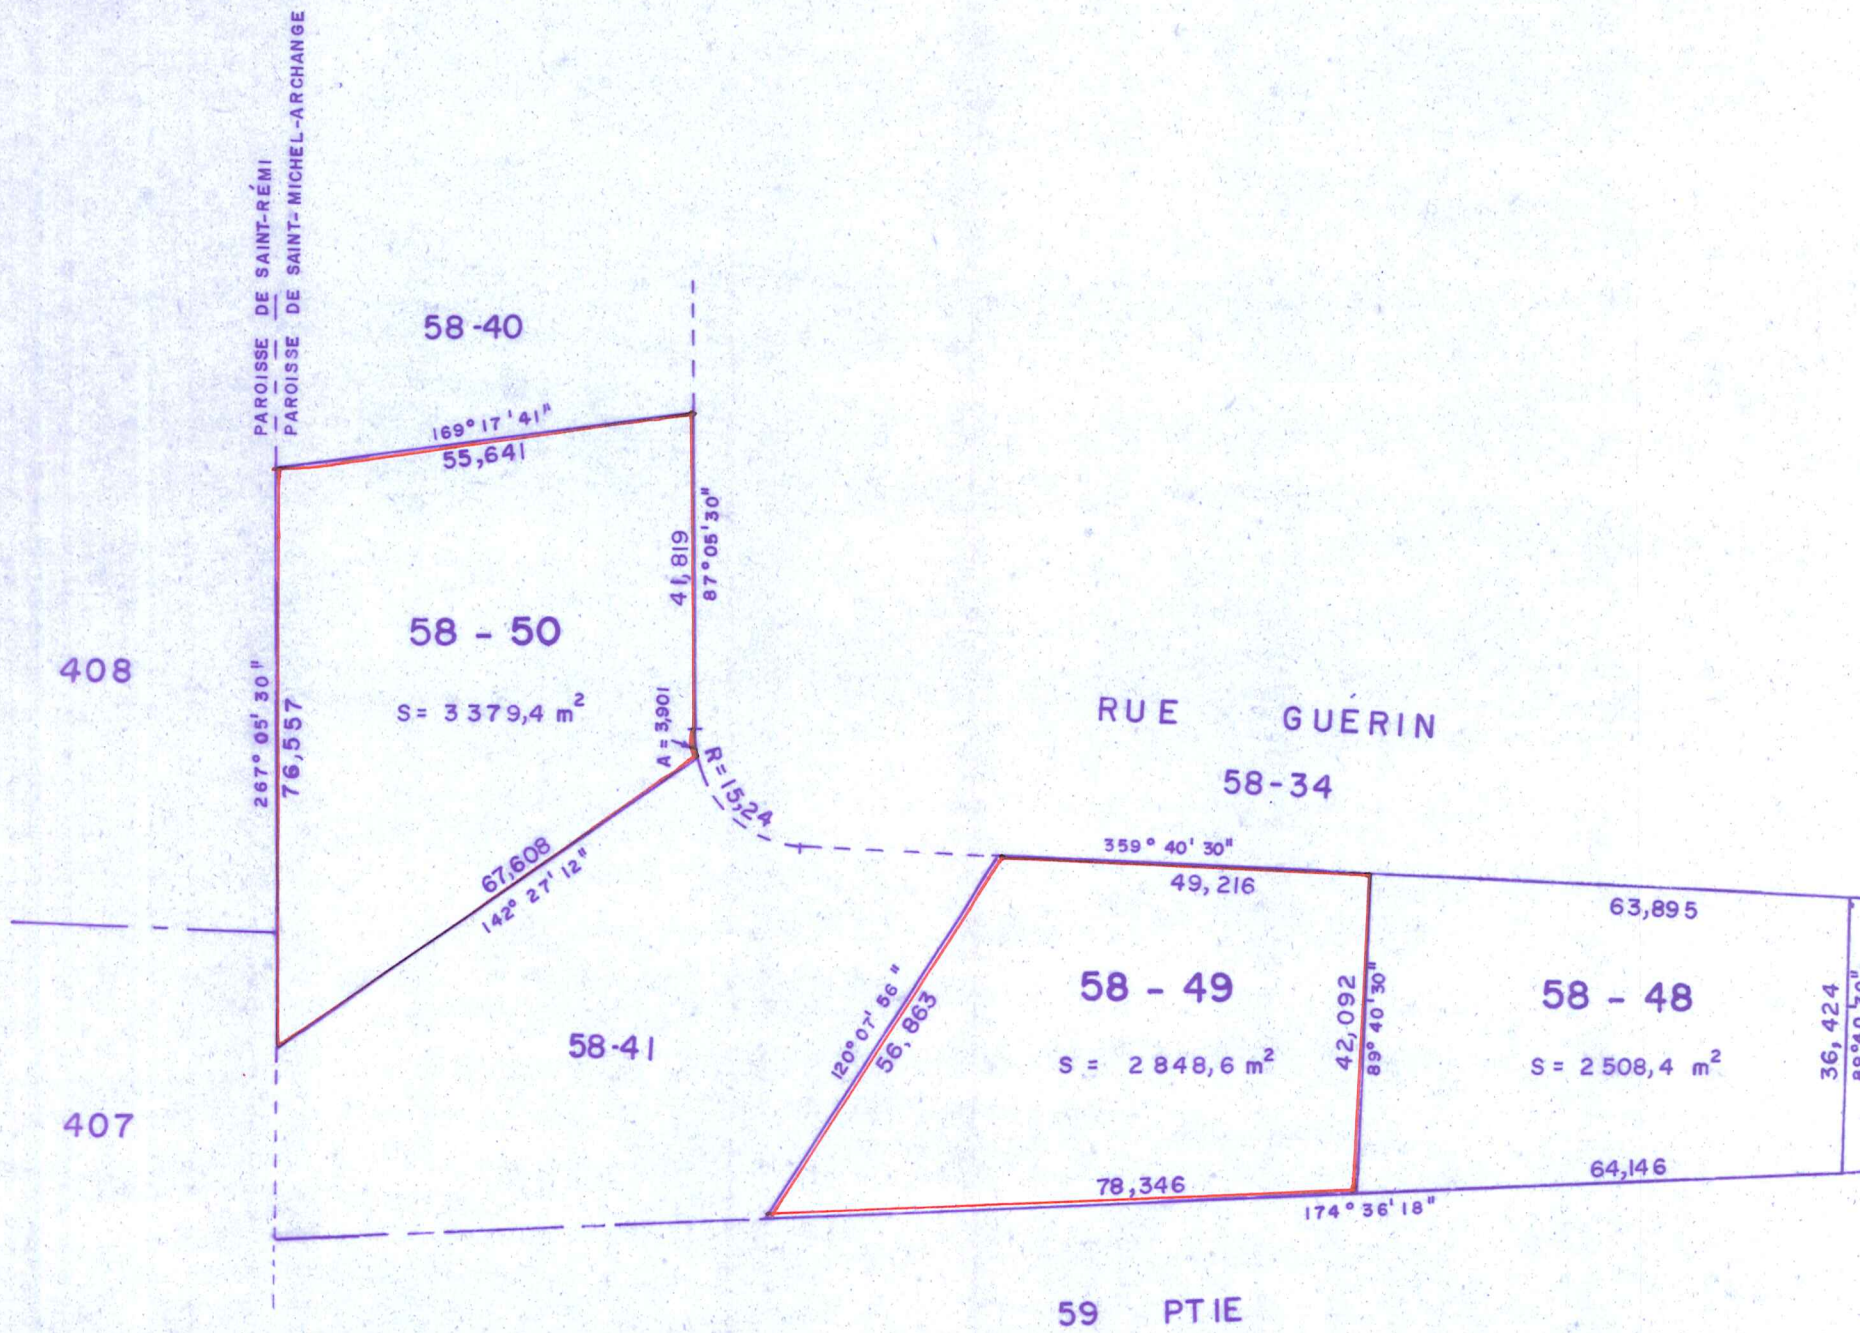 PAROISSE DE SAINT-RÉMI
PAROISSE DE SAINT-MICHEL-ARCHANGE
58-40
169° 17' 41"
55,641
41,819
87° 05' 30"
58 - 50
S = 3 379,4 m²
408
267° 05' 30"
76,557
A = 3,901
R = 15,24
RUE GUÉRIN
58-34
67,608
142° 27' 12"
359° 40' 30"
49,216
63,895
120° 07' 56"
56,863
58 - 49
S = 2 848,6 m²
42,092
89° 40' 30"
58 - 48
S = 2 508,4 m²
36,424
58-41
407
78,346
174° 36' 18"
64,146
59 PTIE